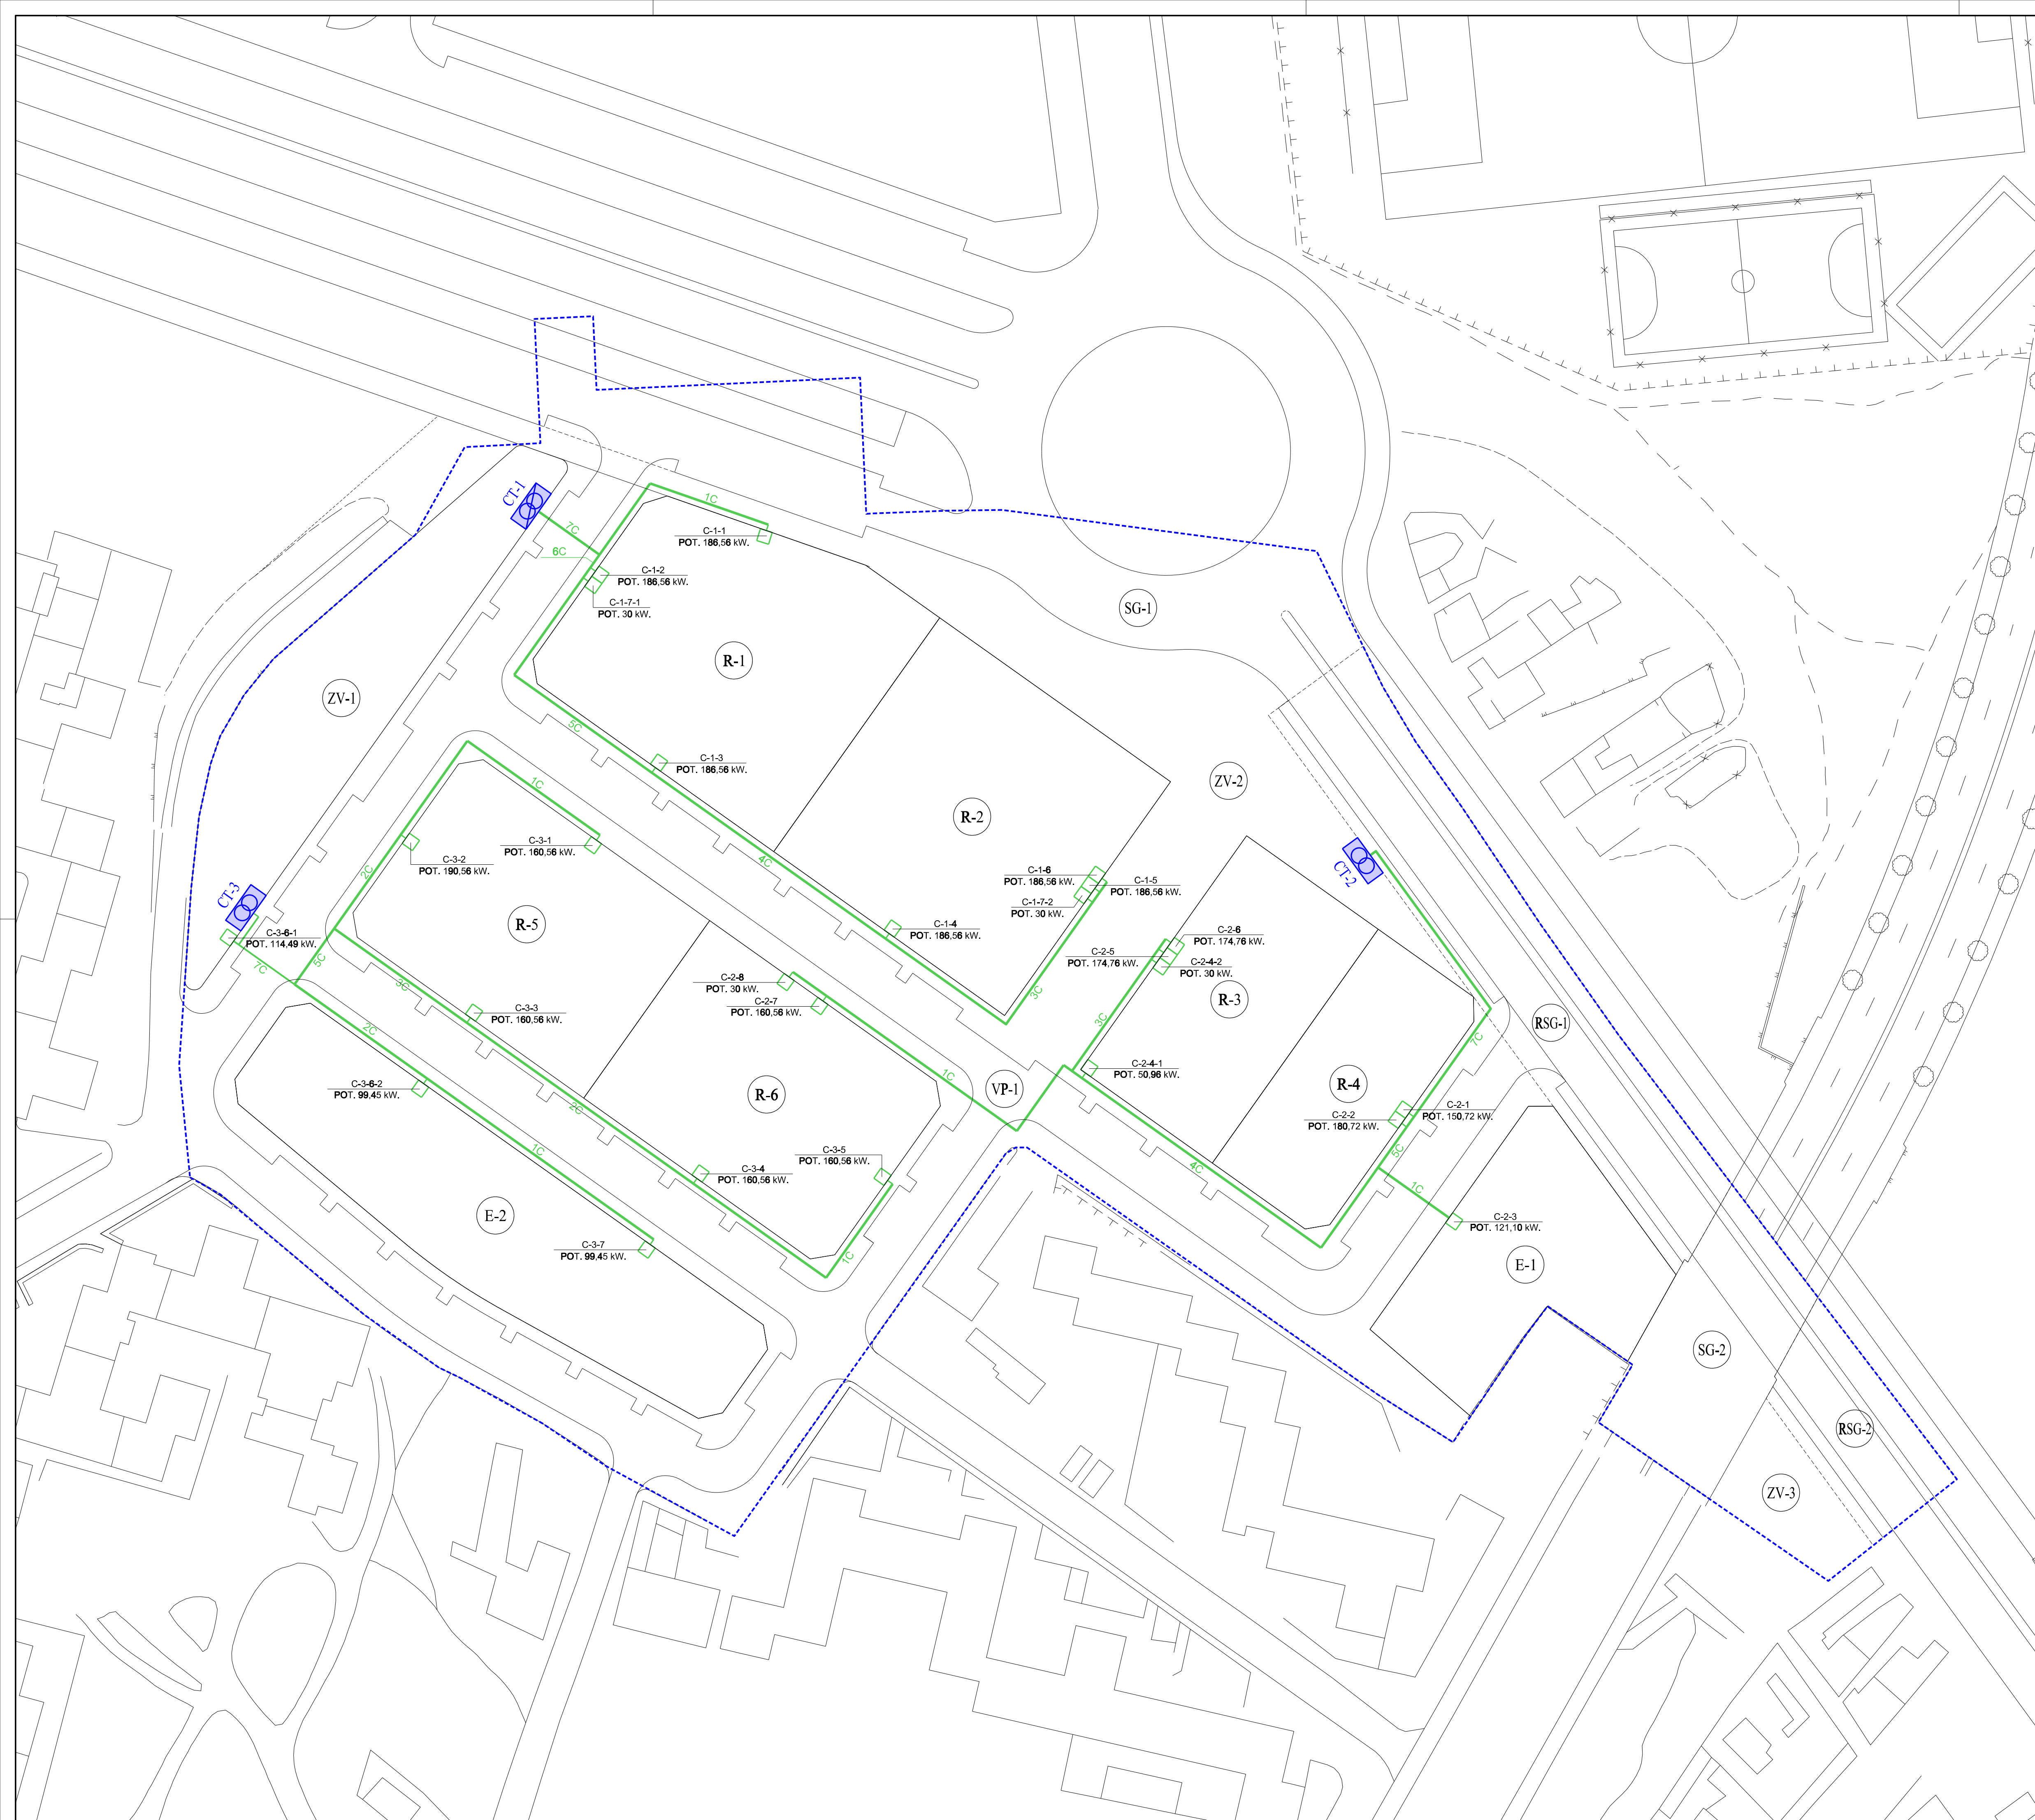 CT-1
7C
6C
1C
C-1-1
POT. 186,56 kW.
C-1-2
POT. 186,56 kW.
C-1-7-1
POT. 30 kW.
SG-1
R-1
ZV-1
5C
C-1-3
POT. 186,56 kW.
ZV-2
R-2
1C
C-3-1
POT. 160,56 kW.
C-3-2
POT. 190,56 kW.
2C
4C
CT-2
C-1-6
POT. 186,56 kW.
C-1-5
POT. 186,56 kW.
C-1-7-2
POT. 30 kW.
CT-3
C-3-6-1
POT. 114,49 kW.
7C
5C
R-5
C-1-4
POT. 186,56 kW.
C-2-6
POT. 174,76 kW.
C-2-5
POT. 174,76 kW.
C-2-4-2
POT. 30 kW.
R-3
C-2-8
POT. 30 kW.
C-2-7
POT. 160,56 kW.
3C
3C
C-3-3
POT. 160,56 kW.
2C
3C
RSG-1
7C
C-2-4-1
POT. 50,96 kW.
VP-1
1C
R-4
R-6
C-3-6-2
POT. 99,45 kW.
2C
C-2-1
POT. 150,72 kW.
C-2-2
POT. 180,72 kW.
1C
C-3-5
POT. 160,56 kW.
C-3-4
POT. 160,56 kW.
4C
5C
1C
C-2-3
POT. 121,10 kW.
E-2
C-3-7
POT. 99,45 kW.
1C
E-1
SG-2
RSG-2
ZV-3